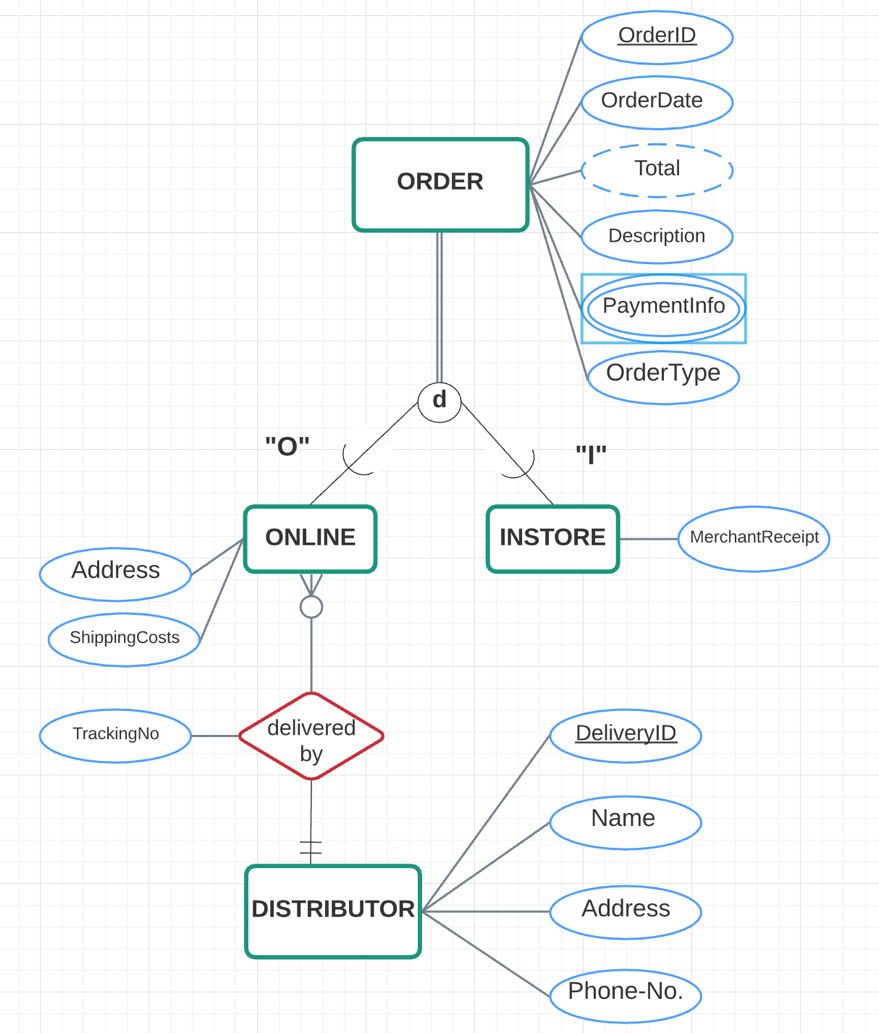 OrderID
OrderDate
Total
ORDER
Description
PaymentInfo
OrderType
d
"O"
"I"
ONLINE
INSTORE
MerchantReceipt
Address
ShippingCosts
TrackingNo
delivered
by
DeliveryID
Name
DISTRIBUTOR
Address
Phone-No.